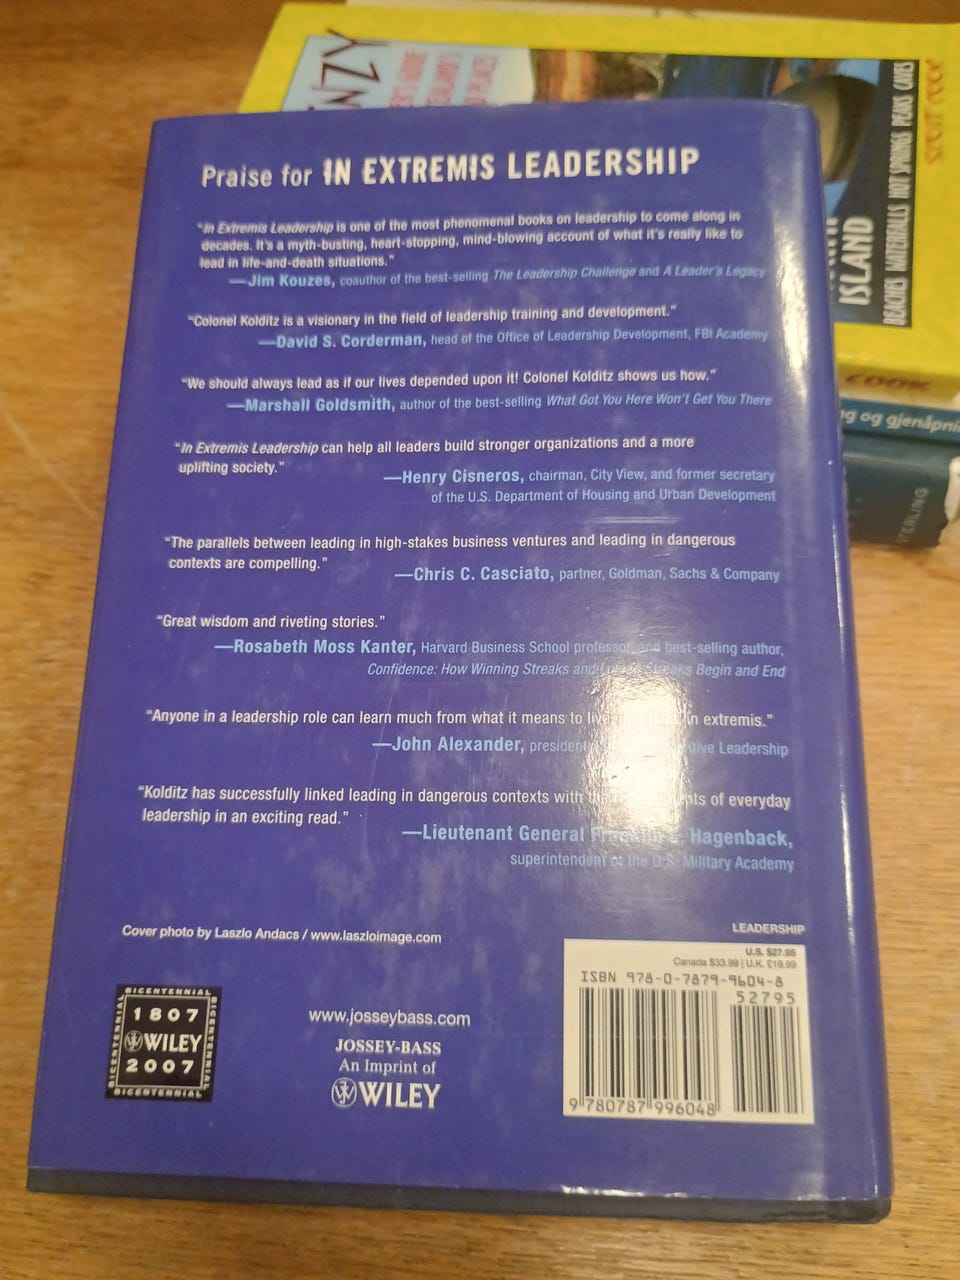 Praise for IN EXTREMIS LEADERSHIP
"In Extremis Leadership is one of the most phenomenal books on leadership to come along in
decades. It's a myth-busting, heart-stopping, mind-blowing account of what it's really like to
lead in life-and-death situations."
—Jim Kouzes, coauthor of the best-selling The Leadership Challenge and A Leader's Legacy
"Colonel Kolditz is a visionary in the field of leadership training and development."
—David S. Corderman, head of the Office of Leadership Development, FBI Academy
"We should always lead as if our lives depended upon it! Colonel Kolditz shows us how."
—Marshall Goldsmith, author of the best-selling What Got You Here Won't Get You There
"In Extremis Leadership can help all leaders build stronger organizations and a more
uplifting society."
—Henry Cisneros, chairman, City View, and former secretary
of the U.S. Department of Housing and Urban Development
"The parallels between leading in high-stakes business ventures and leading in dangerous
contexts are compelling."
—Chris C. Casciato, partner, Goldman, Sachs & Company
"Great wisdom and riveting stories."
—Rosabeth Moss Kanter, Harvard Business School professor and best-selling author,
Confidence: How Winning Streaks and Streaks Begin and End
"Anyone in a leadership role can learn much from what it means to in extremis."
—John Alexander, president Leadership
"Kolditz has successfully linked leading in dangerous contexts with of everyday
leadership in an exciting read."
—Lieutenant General Hagenback,
superintendent of the U.S. Military Academy
Cover photo by Laszlo Andacs / www.laszloimage.com
LEADERSHIP
U.S. $27.95
Canada $33.99 | U.K. £19.99
ISBN 978-0-7879-9604-8
52795
9 780787 996048
BICENTENNIAL
BICENTENNIAL
1807
WILEY
2007
BICENTENNIAL
BICENTENNIAL
www.josseybass.com
JOSSEY-BASS
An Imprint of
WILEY
NZY
ISLAND
BEACHES WATERFALLS HOT SPRINGS PEAKS CAVES
COOK
og gjenåpni